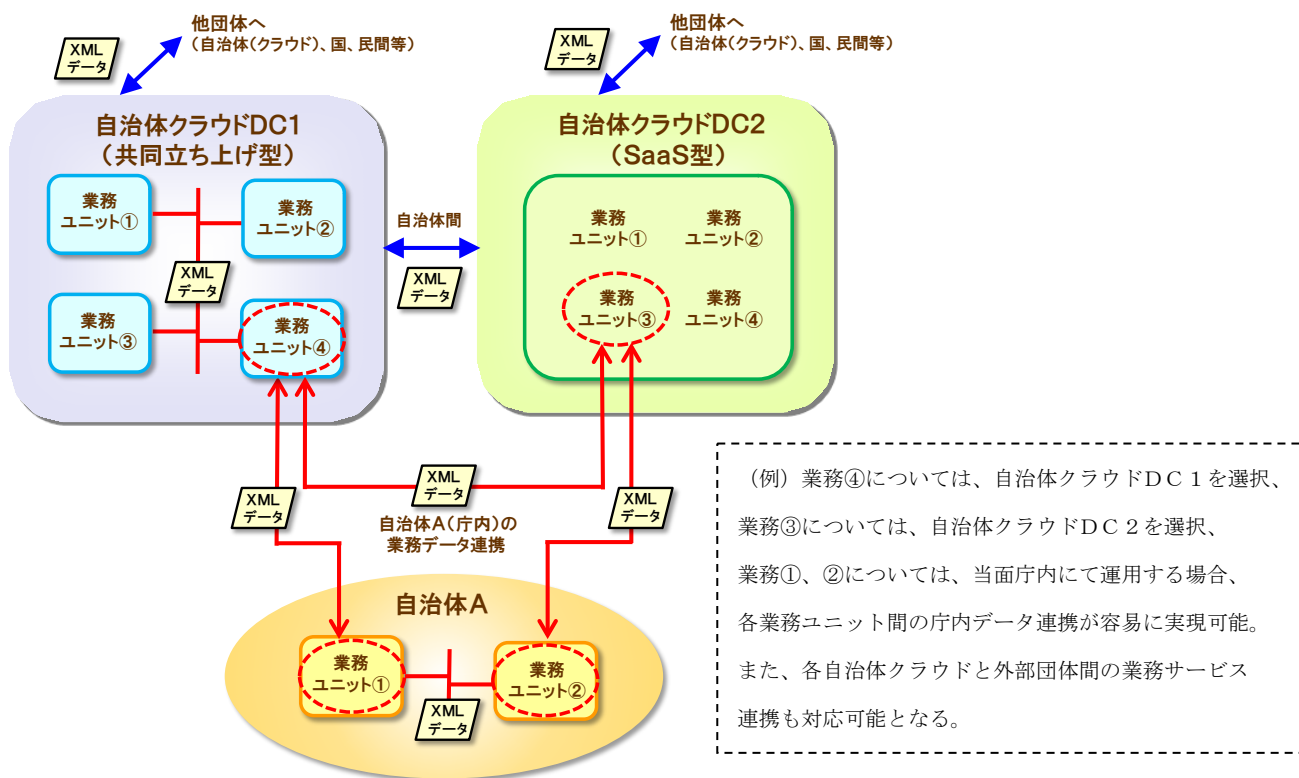 XML
データ
他団体へ
(自治体(クラウド)、国、民間等)
XML
データ
他団体へ
(自治体(クラウド)、国、民間等)
自治体クラウドDC1
(共同立ち上げ型)
業務
ユニット①
業務
ユニット②
XML
データ
業務
ユニット③
業務
ユニット④
自治体間
XML
データ
自治体クラウドDC2
(SaaS型)
業務
ユニット①
業務
ユニット②
業務
ユニット③
業務
ユニット④
XML
データ
XML
データ
XML
データ
自治体A(庁内)の
業務データ連携
自治体A
業務
ユニット①
業務
ユニット②
XML
データ
(例)業務④については、自治体クラウドDC1を選択、
業務③については、自治体クラウドDC2を選択、
業務①、②については、当面庁内にて運用する場合、
各業務ユニット間の庁内データ連携が容易に実現可能。
また、各自治体クラウドと外部団体間の業務サービス
連携も対応可能となる。